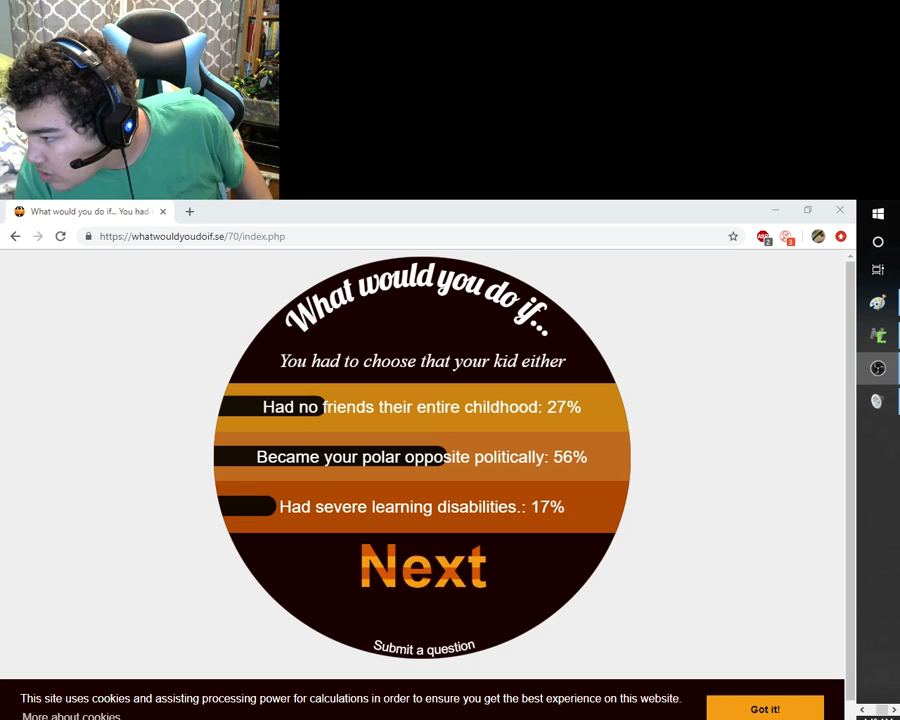 What would you do if... You had
https://whatwouldyoudoif.se/70/index.php
What would you do if...
You had to choose that your kid either
Had no friends their entire childhood: 27%
Became your polar opposite politically: 56%
Had severe learning disabilities.: 17%
Next
Submit a question
This site uses cookies and assisting processing power for calculations in order to ensure you get the best experience on this website.
More about cookies
Got it!